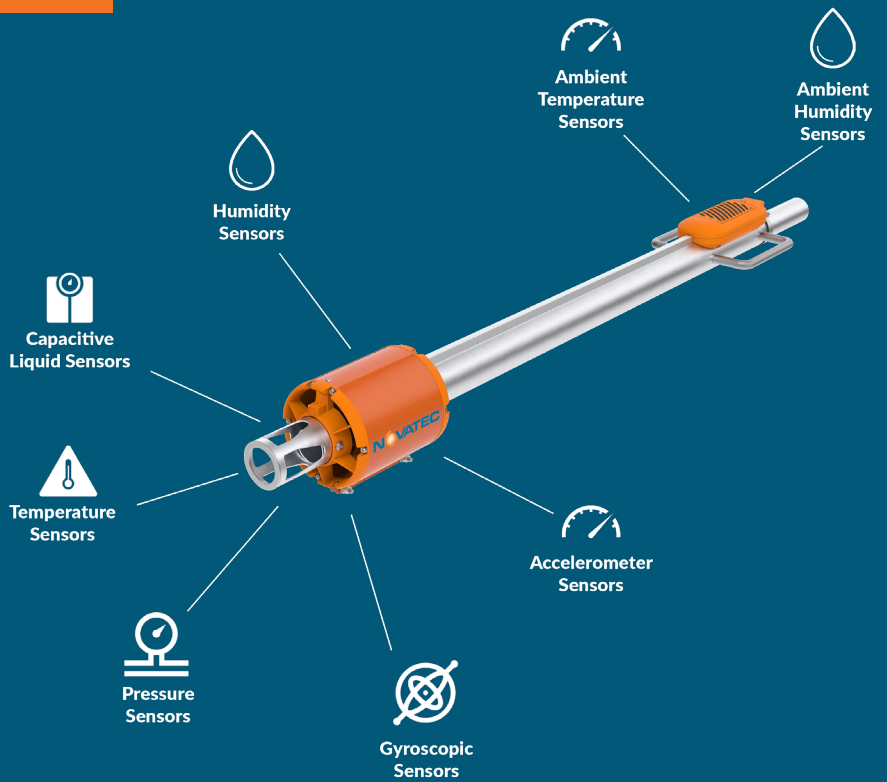 Ambient
Temperature
Sensors
Ambient
Humidity
Sensors
Humidity
Sensors
Capacitive
Liquid Sensors
NOVATEC
Temperature
Sensors
Accelerometer
Sensors
Pressure
Sensors
Gyroscopic
Sensors